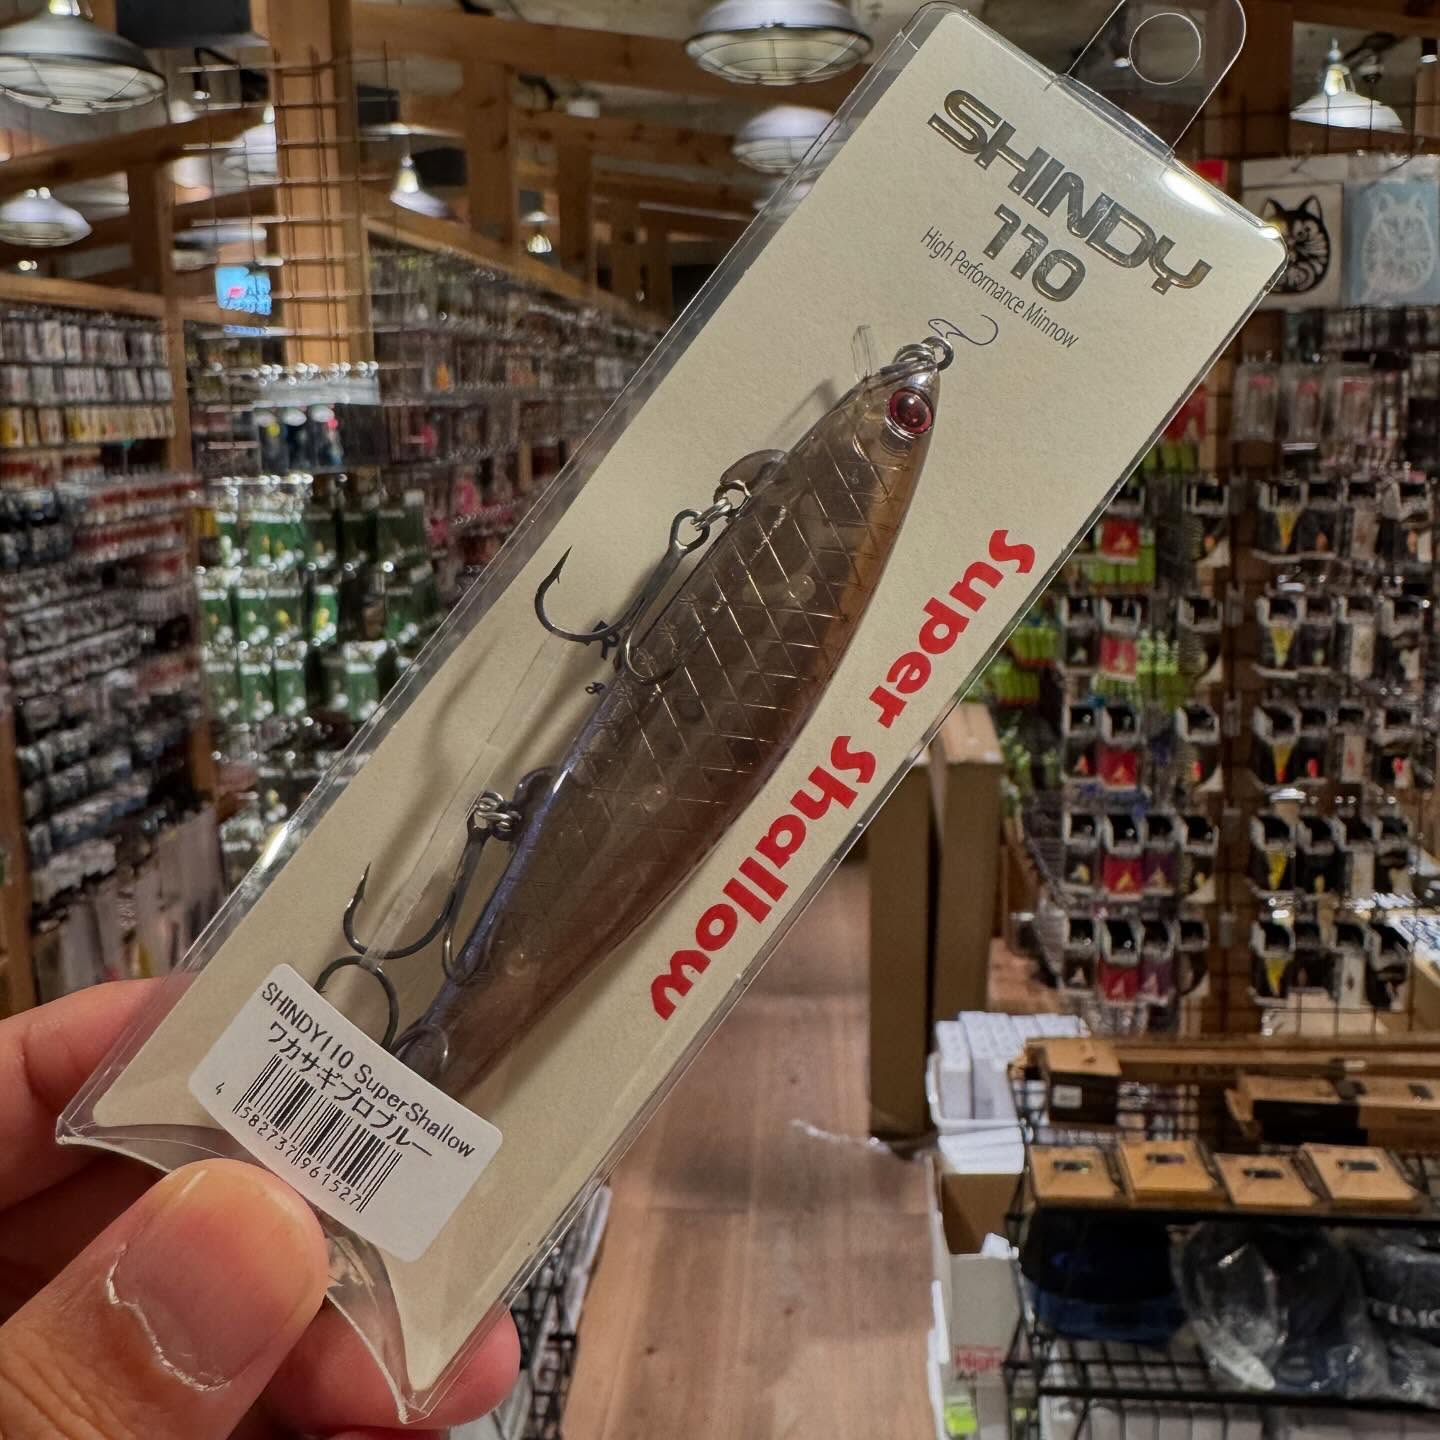 SHINDY
110
High Performance Minnow
Super Shallow
SHINDY110 SuperShallow
ワカサギプロブルー
4 582737 961527